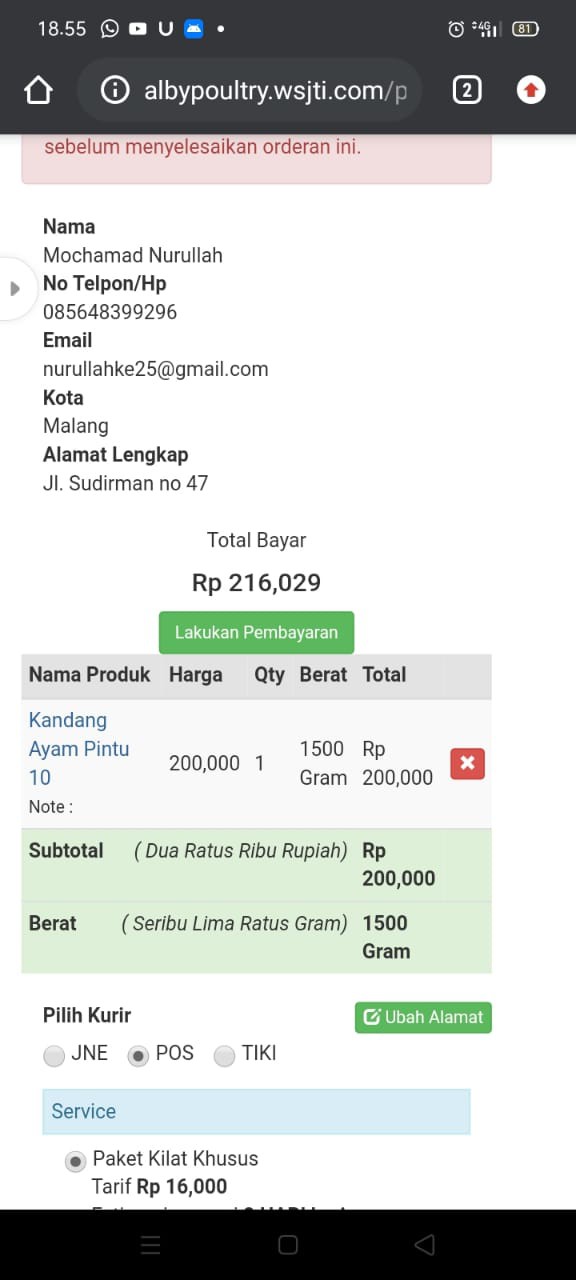 18.55
U
4G
81
albypoultry.wsjti.com/p
2
sebelum menyelesaikan orderan ini.
Nama
Mochamad Nurullah
No Telpon/Hp
085648399296
Email
nurullahke25@gmail.com
Kota
Malang
Alamat Lengkap
Jl. Sudirman no 47
Total Bayar
Rp 216,029
Lakukan Pembayaran
Nama Produk Harga Qty Berat Total
Kandang
Ayam Pintu
10
200,000 1
1500
Gram
Rp
200,000
Note :
Subtotal ( Dua Ratus Ribu Rupiah) Rp
200,000
Berat ( Seribu Lima Ratus Gram) 1500
Gram
Pilih Kurir
Ubah Alamat
JNE POS TIKI
Service
Paket Kilat Khusus
Tarif Rp 16,000